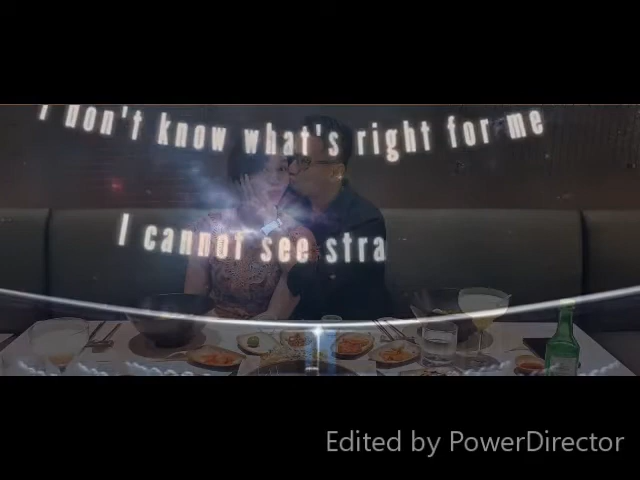 I don't know what's right for me
I cannot see stra
Edited by PowerDirector